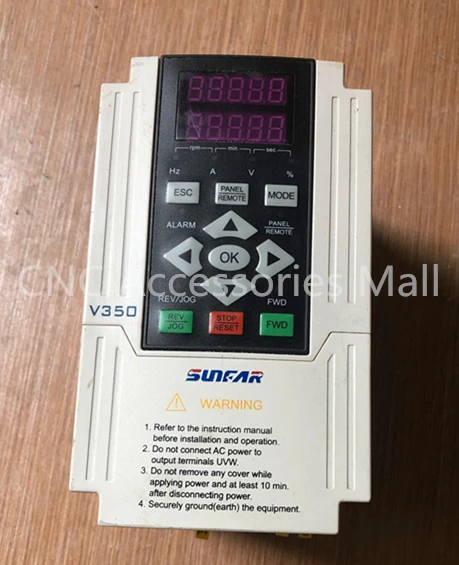 88888
88888
rpm min sec
Hz A V %
ESC PANEL REMOTE MODE
ALARM PANEL REMOTE
OK
CNC Accessories Mall
REV/JOG FWD
V350
REV JOG STOP RESET FWD
SUNFAR
WARNING
1. Refer to the instruction manual
before installation and operation.
2. Do not connect AC power to
output terminals UVW.
3. Do not remove any cover while
applying power and at least 10 min.
after disconnecting power.
4. Securely ground(earth) the equipment.